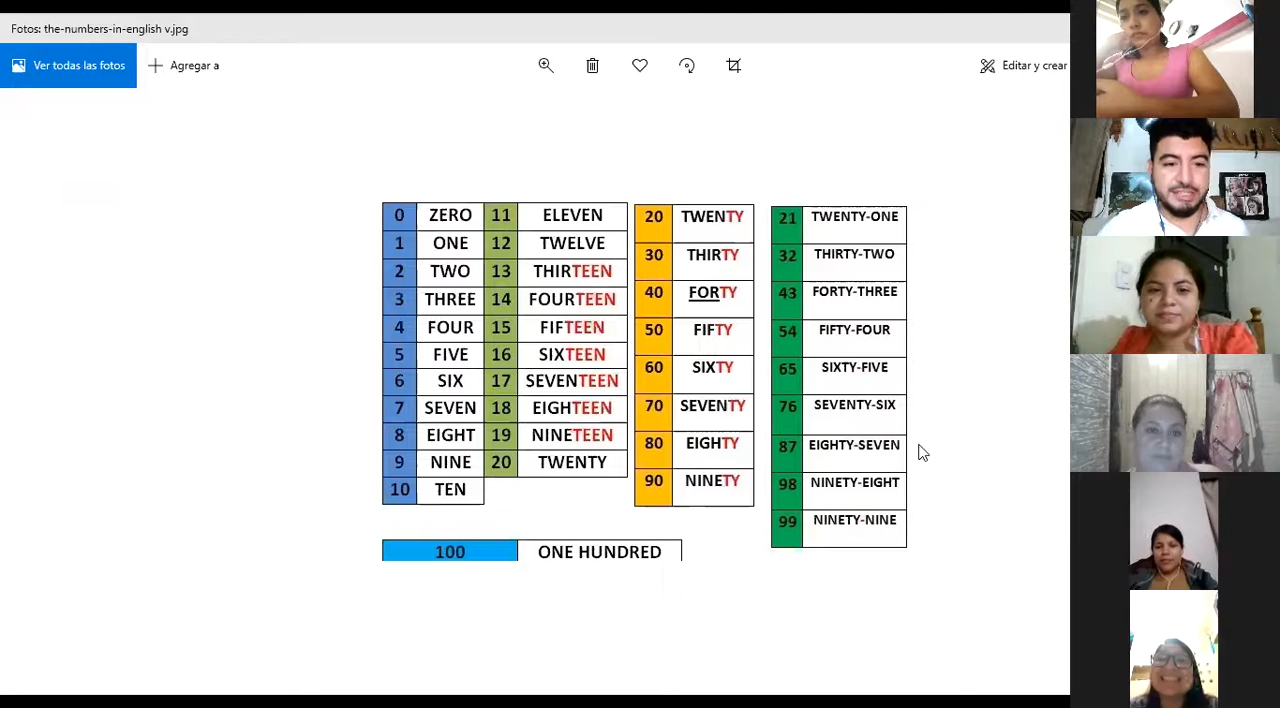 Fotos: the-numbers-in-english v.jpg
Ver todas las fotos
Agregar a
Editar y crear
0 ZERO 11 ELEVEN
1 ONE 12 TWELVE
2 TWO 13 THIRTEEN
3 THREE 14 FOURTEEN
4 FOUR 15 FIFTEEN
5 FIVE 16 SIXTEEN
6 SIX 17 SEVENTEEN
7 SEVEN 18 EIGHTEEN
8 EIGHT 19 NINETEEN
9 NINE 20 TWENTY
10 TEN
20 TWENTY
30 THIRTY
40 FORTY
50 FIFTY
60 SIXTY
70 SEVENTY
80 EIGHTY
90 NINETY
21 TWENTY-ONE
32 THIRTY-TWO
43 FORTY-THREE
54 FIFTY-FOUR
65 SIXTY-FIVE
76 SEVENTY-SIX
87 EIGHTY-SEVEN
98 NINETY-EIGHT
99 NINETY-NINE
100 ONE HUNDRED